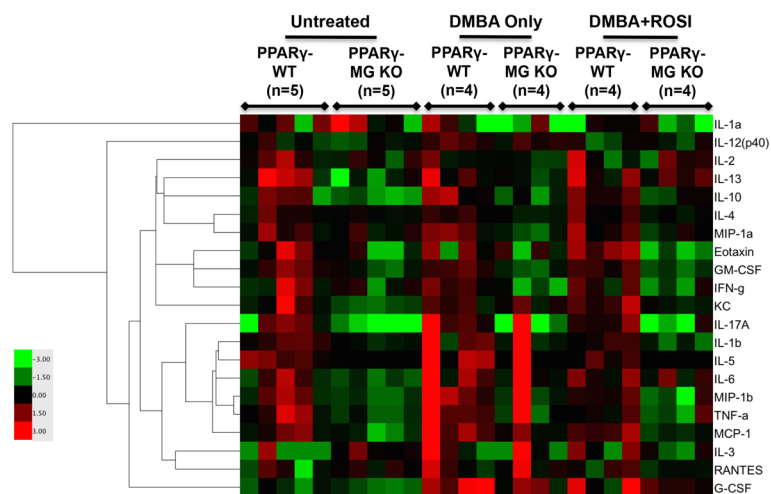 Untreated DMBA Only DMBA+ROSI
PPARγ- PPARγ- PPARγ- PPARγ- PPARγ- PPARγ-
WT MG KO WT MG KO WT MG KO
(n=5) (n=5) (n=4) (n=4) (n=4) (n=4)
IL-1a
IL-12(p40)
IL-2
IL-13
IL-10
IL-4
MIP-1a
Eotaxin
GM-CSF
IFN-g
KC
IL-17A
IL-1b
IL-5
IL-6
MIP-1b
TNF-a
MCP-1
IL-3
RANTES
G-CSF
-3.00
-1.50
0.00
1.50
3.00